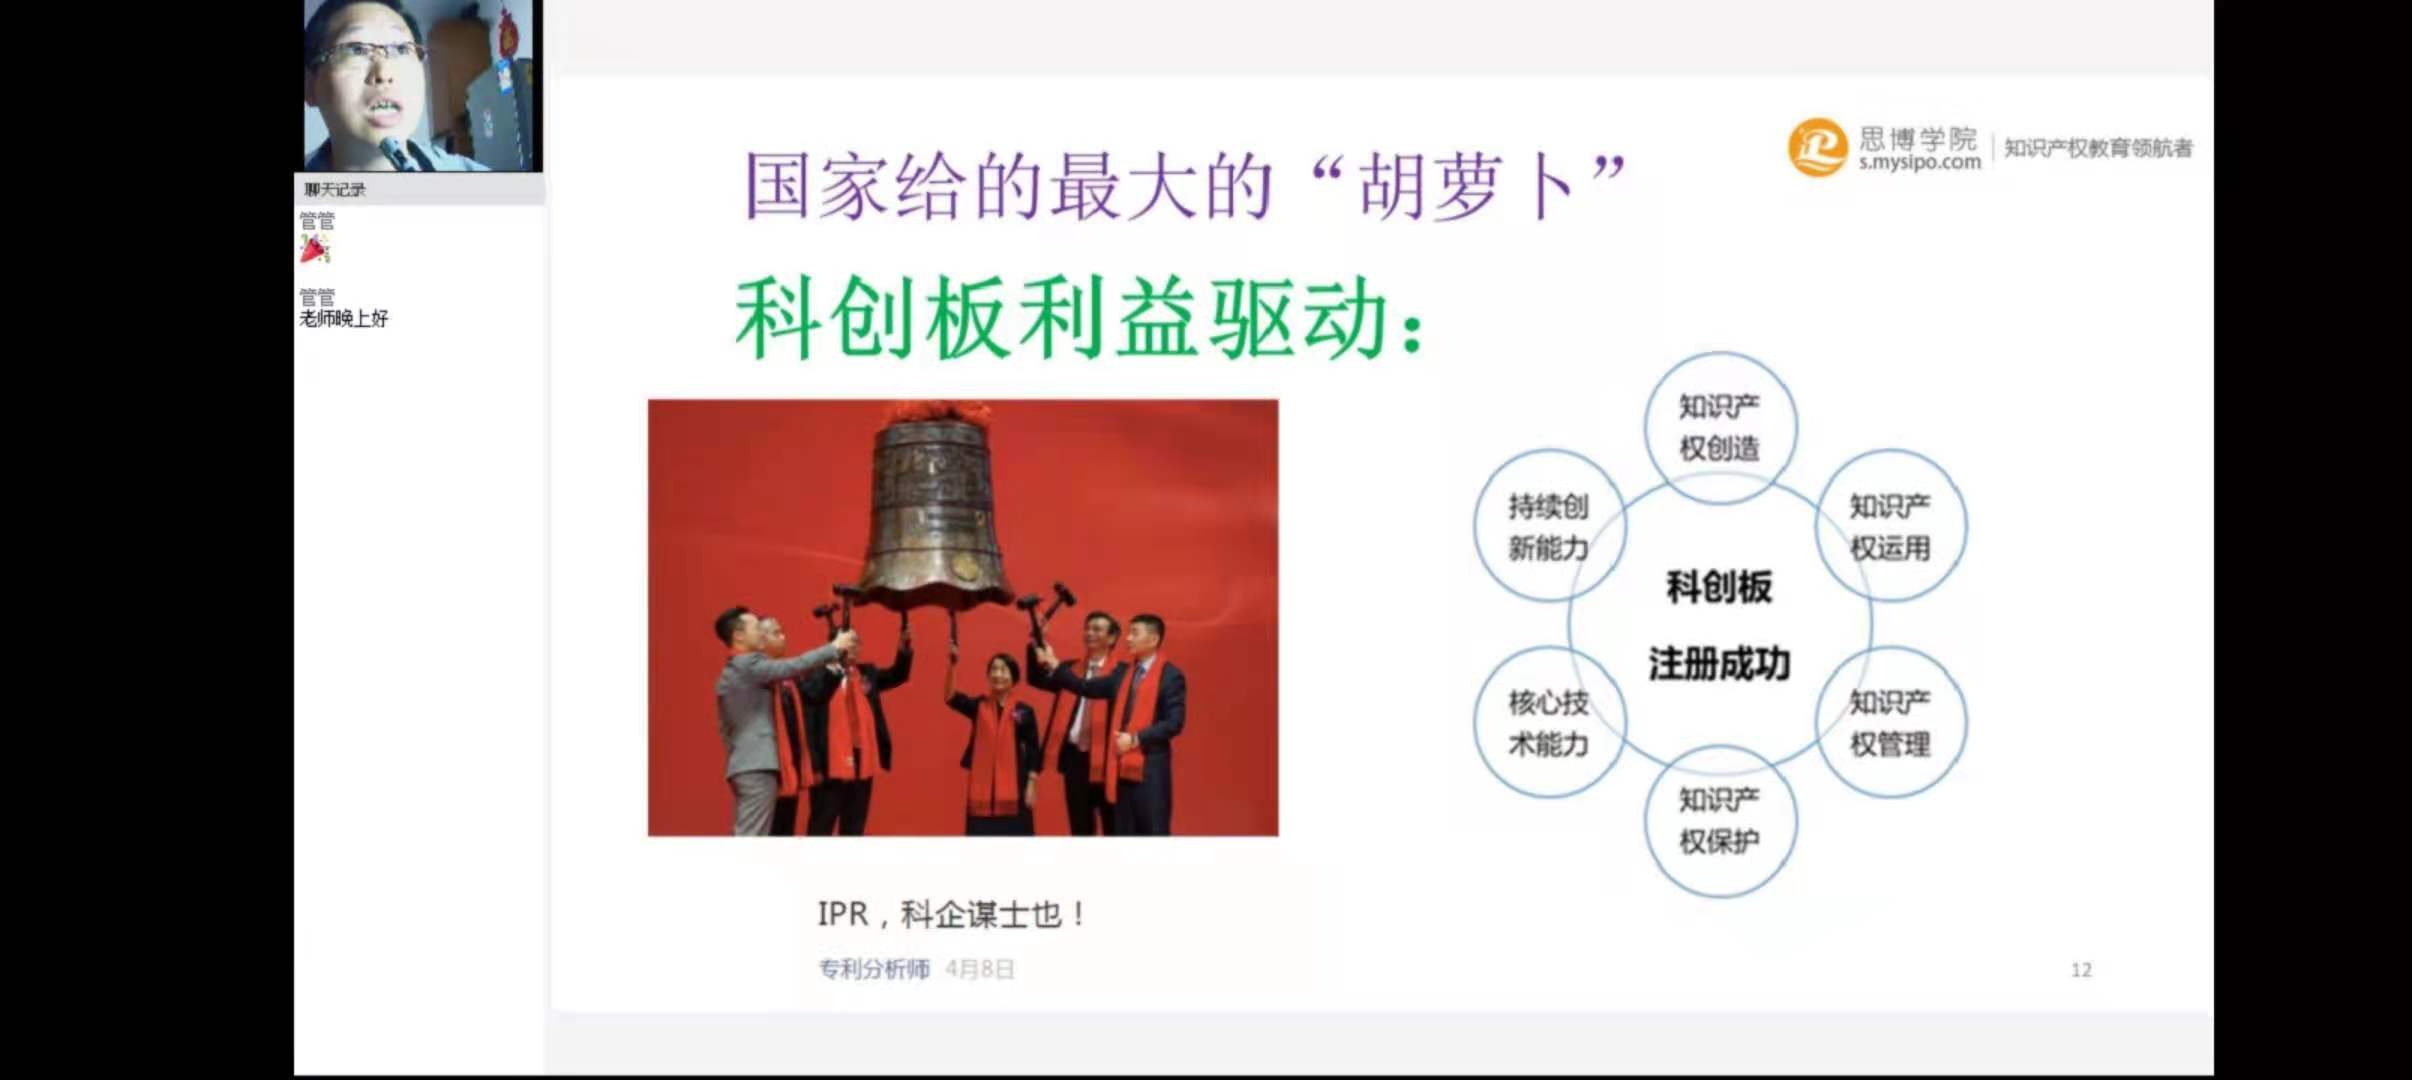 聊天记录
管管
管管
老师晚上好
思博学院
s.mysipo.com
知识产权教育领航者
国家给的最大的“胡萝卜”
科创板利益驱动：
知识产
权创造
持续创
新能力
知识产
权运用
科创板
注册成功
核心技
术能力
知识产
权管理
知识产
权保护
IPR，科企谋士也！
专利分析师 4月8日
12